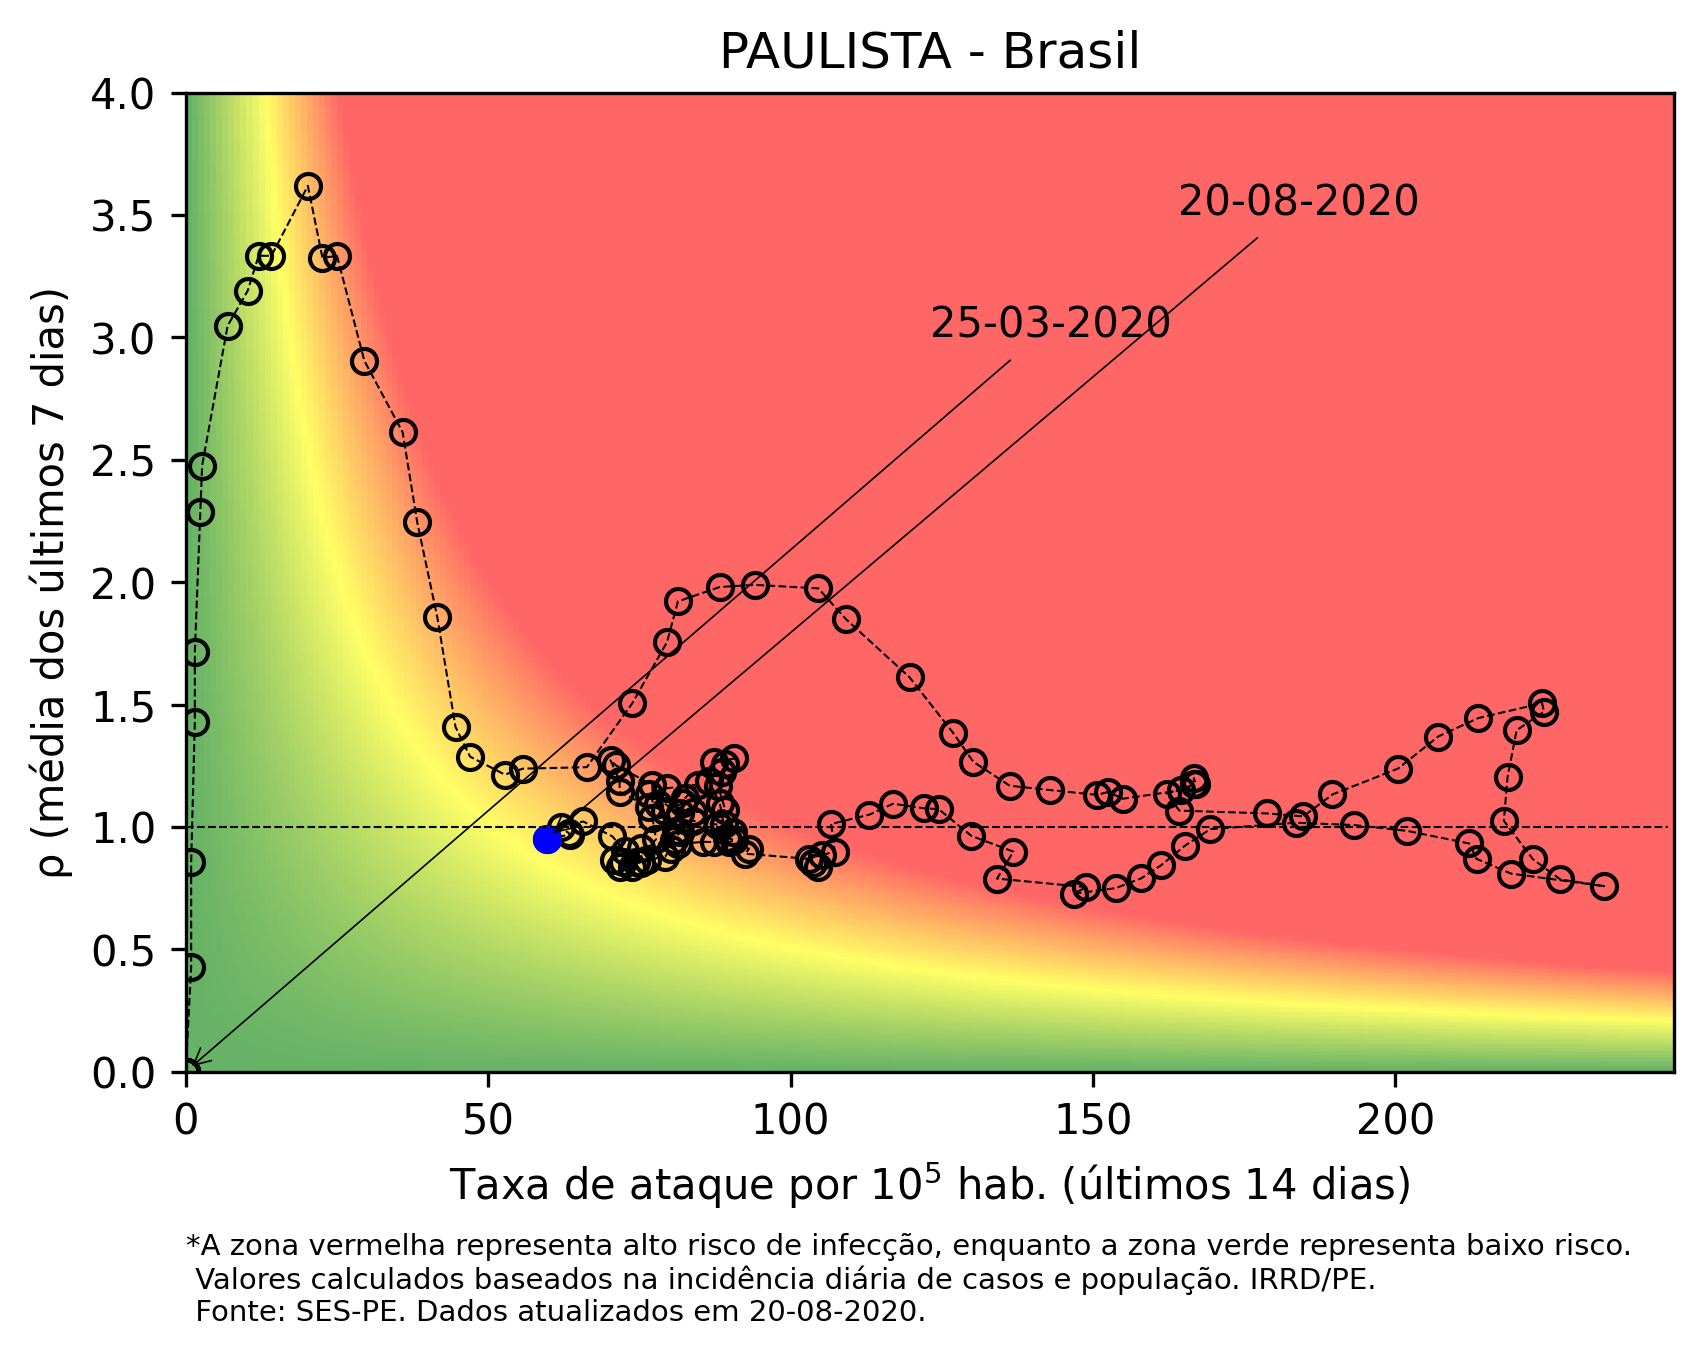 PAULISTA - Brasil
4.0
3.5
3.0
2.5
2.0
1.5
1.0
0.5
0.0
ρ (média dos últimos 7 dias)
20-08-2020
25-03-2020
0 50 100 150 200
Taxa de ataque por 10⁵ hab. (últimos 14 dias)
*A zona vermelha representa alto risco de infecção, enquanto a zona verde representa baixo risco.
Valores calculados baseados na incidência diária de casos e população. IRRD/PE.
Fonte: SES-PE. Dados atualizados em 20-08-2020.